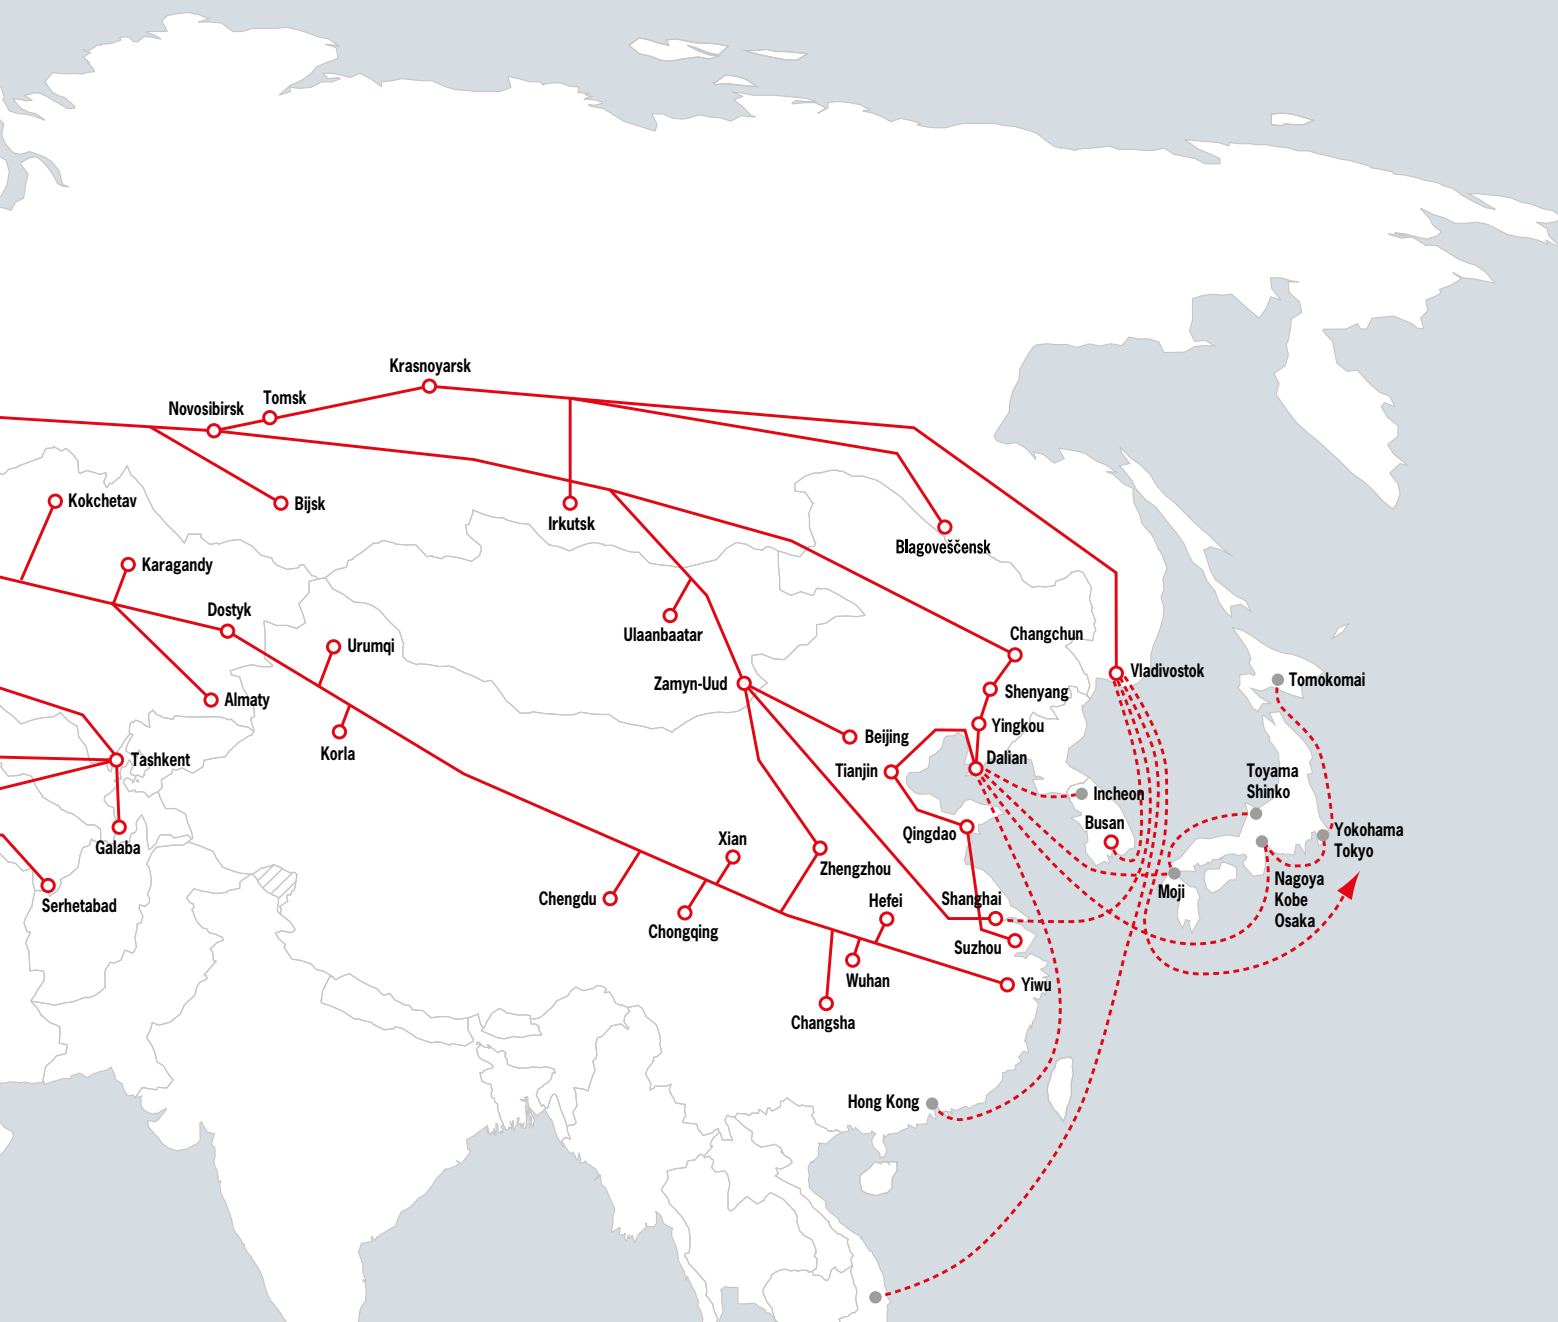 Krasnoyarsk
Tomsk
Novosibirsk
Kokchetav
Bijsk
Irkutsk
Blagoveščensk
Karagandy
Dostyk
Ulaanbaatar
Changchun
Urumqi
Vladivostok
Zamyn-Uud
Shenyang
Tomokomai
Almaty
Yingkou
Korla
Beijing
Tashkent
Dalian
Tianjin
Toyama
Shinko
Incheon
Busan
Qingdao
Yokohama
Tokyo
Galaba
Xian
Zhengzhou
Nagoya
Kobe
Osaka
Moji
Serhetabad
Chengdu
Hefei
Shanghai
Chongqing
Suzhou
Wuhan
Yiwu
Changsha
Hong Kong